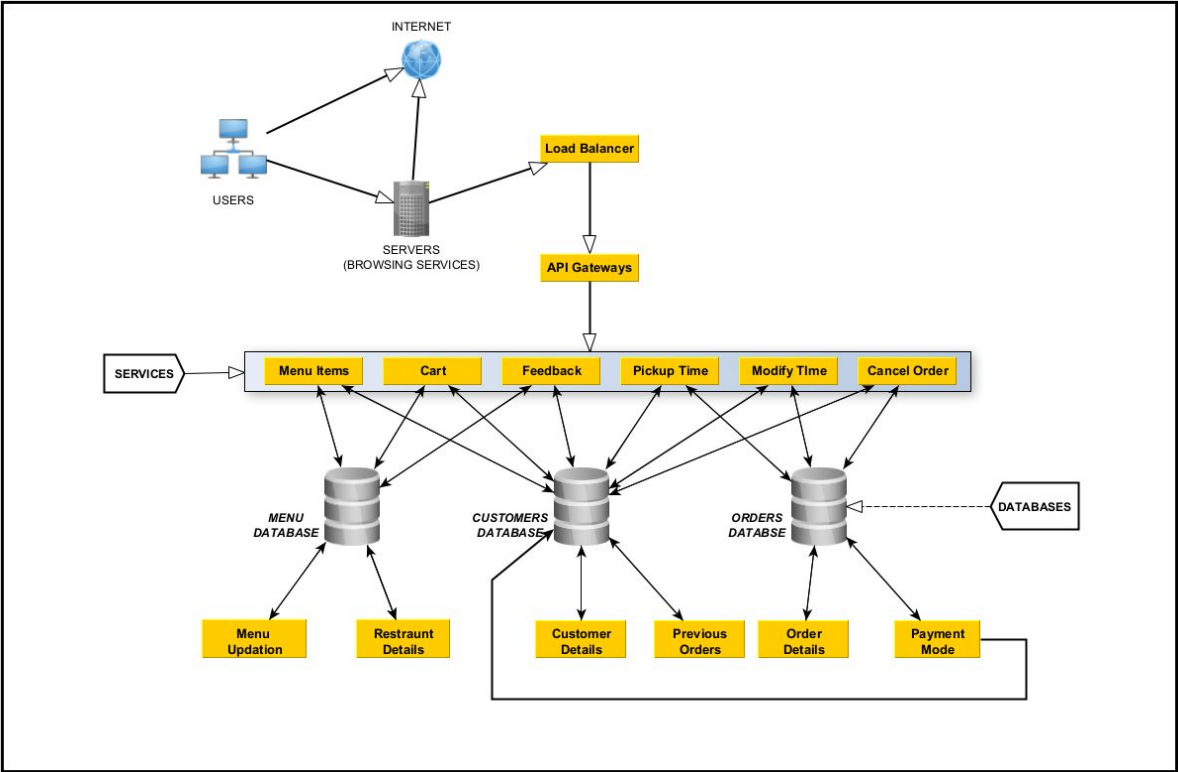 INTERNET
USERS
Load Balancer
SERVERS
(BROWSING SERVICES)
API Gateways
SERVICES
Menu Items
Cart
Feedback
Pickup Time
Modify TIme
Cancel Order
MENU
DATABASE
CUSTOMERS
DATABASE
ORDERS
DATABSE
DATABASES
Menu
Updation
Restraunt
Details
Customer
Details
Previous
Orders
Order
Details
Payment
Mode